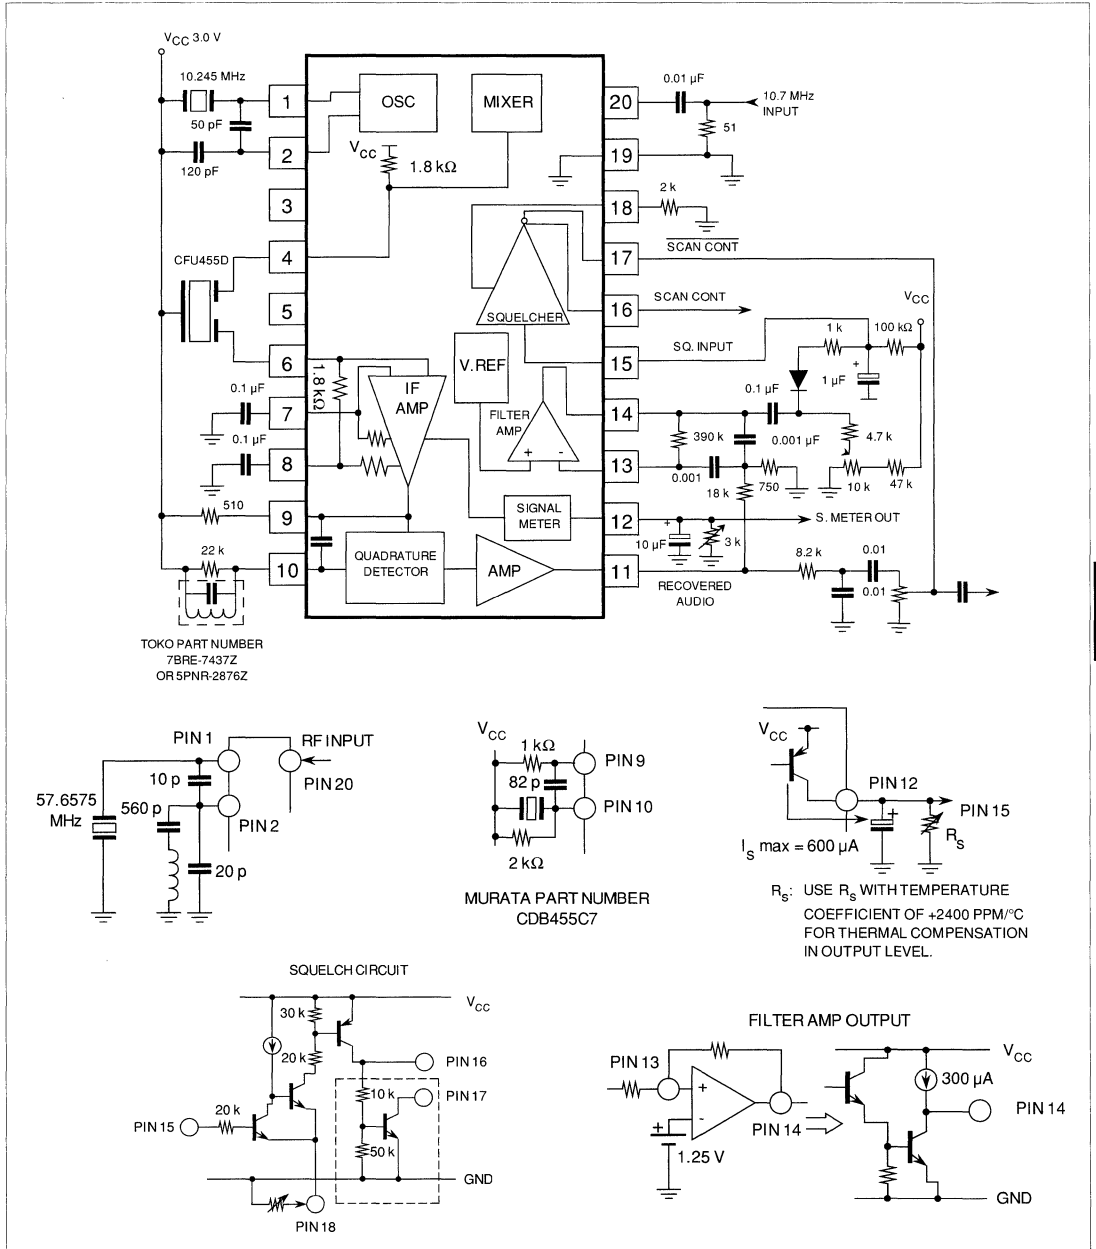 VCC 3.0 V
10.245 MHz
50 pF
120 pF
1
2
3
4
5
6
7
8
9
10
OSC
MIXER
VCC
1.8 kΩ
20
19
18
17
16
15
14
13
12
11
0.01 µF
10.7 MHz
INPUT
51
2 k
SCAN CONT
SCAN CONT
SQ. INPUT
VCC
1 k
100 kΩ
+
1 µF
0.1 µF
CFU455D
SQUELCHER
V.REF
1.8 kΩ
IF
AMP
FILTER
AMP
+
-
0.1 µF
0.1 µF
390 k
0.001 µF
4.7 k
0.001
18 k
750
10 k
47 k
510
22 k
SIGNAL
METER
+
10 µF
3 k
S. METER OUT
QUADRATURE
DETECTOR
AMP
RECOVERED
AUDIO
8.2 k
0.01
0.01
TOKO PART NUMBER
7BRE-7437Z
OR 5PNR-2876Z
PIN 1
RF INPUT
10 p
PIN 20
57.6575
MHz
560 p
PIN 2
20 p
VCC
1 kΩ
PIN 9
82 p
PIN 10
2 kΩ
MURATA PART NUMBER
CDB455C7
VCC
PIN 12
PIN 15
+
RS
IS max = 600 µA
RS: USE RS WITH TEMPERATURE
COEFFICIENT OF +2400 PPM/°C
FOR THERMAL COMPENSATION
IN OUTPUT LEVEL.
SQUELCH CIRCUIT
VCC
30 k
20 k
PIN 16
10 k
PIN 17
20 k
PIN 15
50 k
GND
PIN 18
FILTER AMP OUTPUT
PIN 13
+
-
PIN 14
+
1.25 V
VCC
300 µA
PIN 14
GND